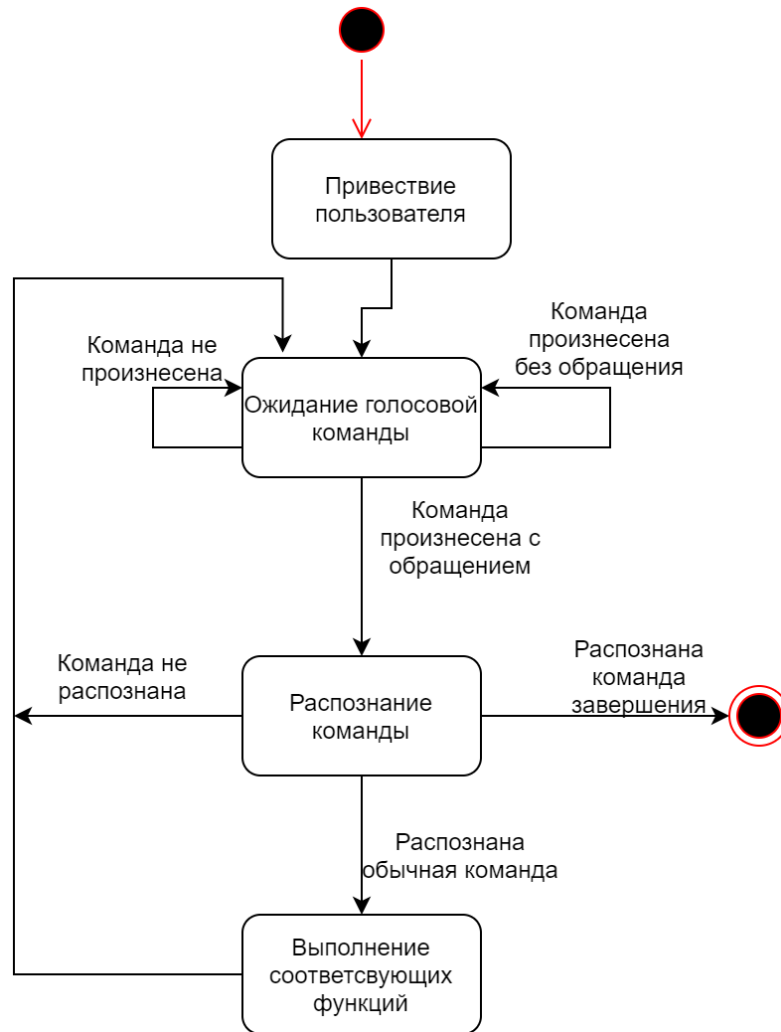 Привествие
пользователя
Команда не
произнесена
Команда
произнесена
без обращения
Ожидание голосовой
команды
Команда
произнесена с
обращением
Команда не
распознана
Распознание
команды
Распознана
команда
завершения
Распознана
обычная команда
Выполнение
соответсвующих
функций